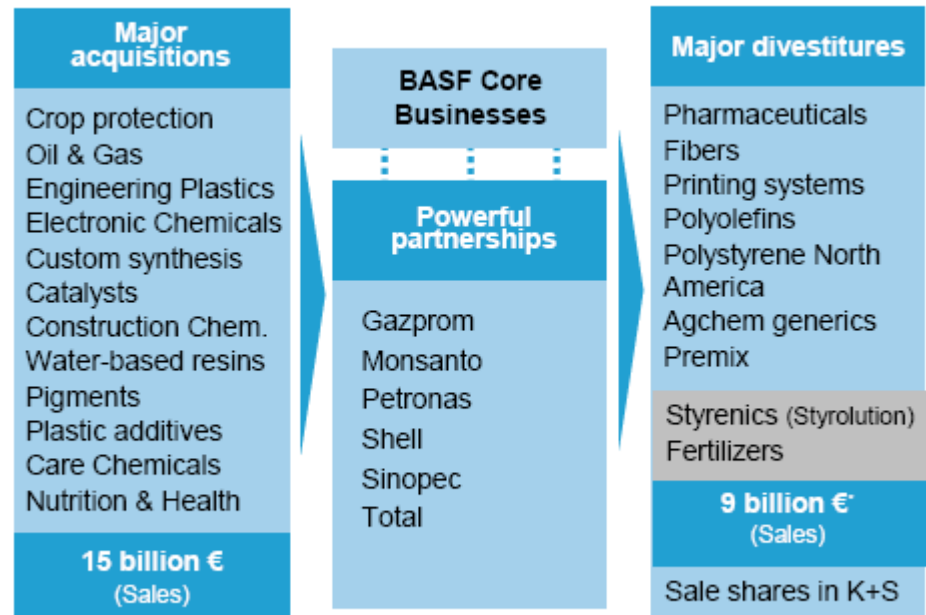 Major
acquisitions
Crop protection
Oil & Gas
Engineering Plastics
Electronic Chemicals
Custom synthesis
Catalysts
Construction Chem.
Water-based resins
Pigments
Plastic additives
Care Chemicals
Nutrition & Health
15 billion €
(Sales)
BASF Core
Businesses
Powerful
partnerships
Gazprom
Monsanto
Petronas
Shell
Sinopec
Total
Major divestitures
Pharmaceuticals
Fibers
Printing systems
Polyolefins
Polystyrene North
America
Agchem generics
Premix
Styrenics (Styrolution)
Fertilizers
9 billion €*
(Sales)
Sale shares in K+S